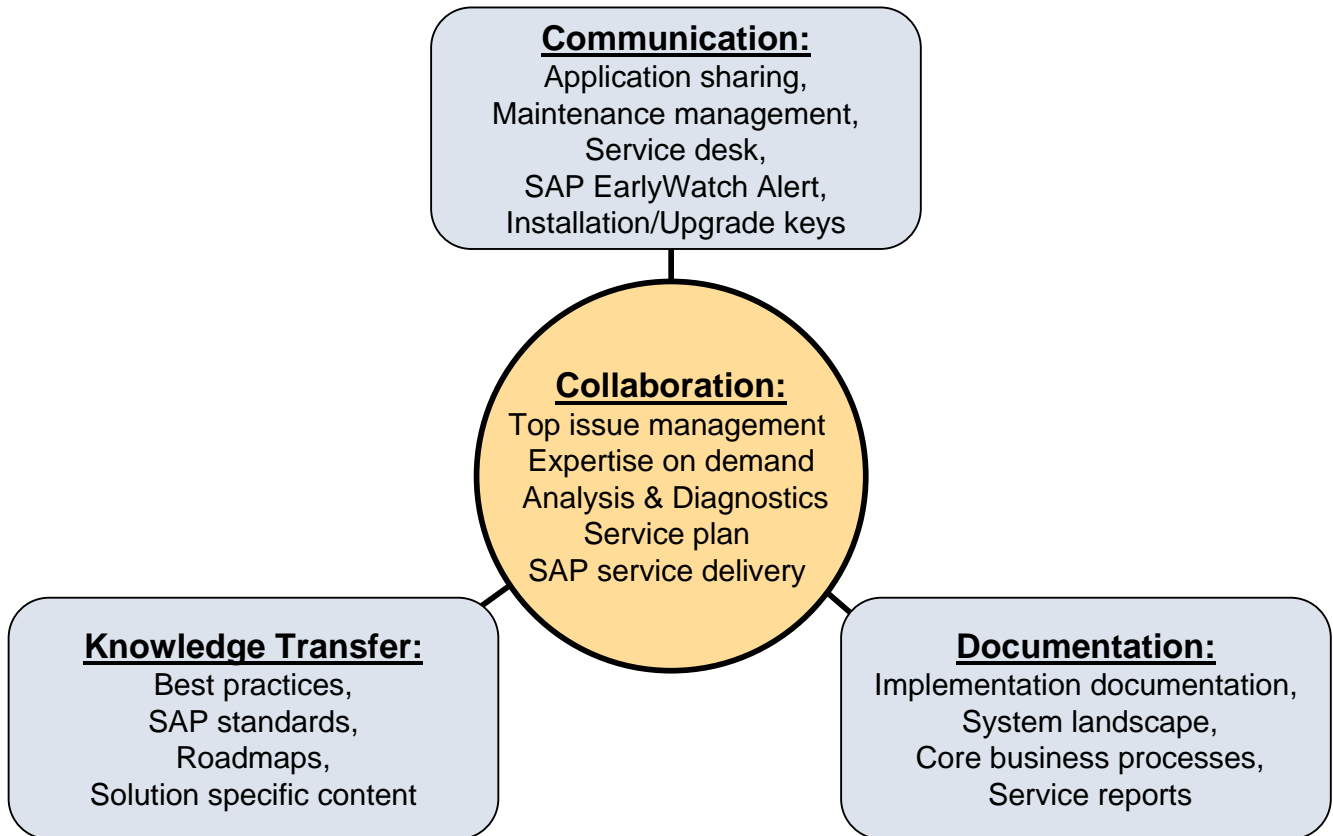 Communication:
Application sharing,
Maintenance management,
Service desk,
SAP EarlyWatch Alert,
Installation/Upgrade keys
Collaboration:
Top issue management
Expertise on demand
Analysis & Diagnostics
Service plan
SAP service delivery
Knowledge Transfer:
Best practices,
SAP standards,
Roadmaps,
Solution specific content
Documentation:
Implementation documentation,
System landscape,
Core business processes,
Service reports